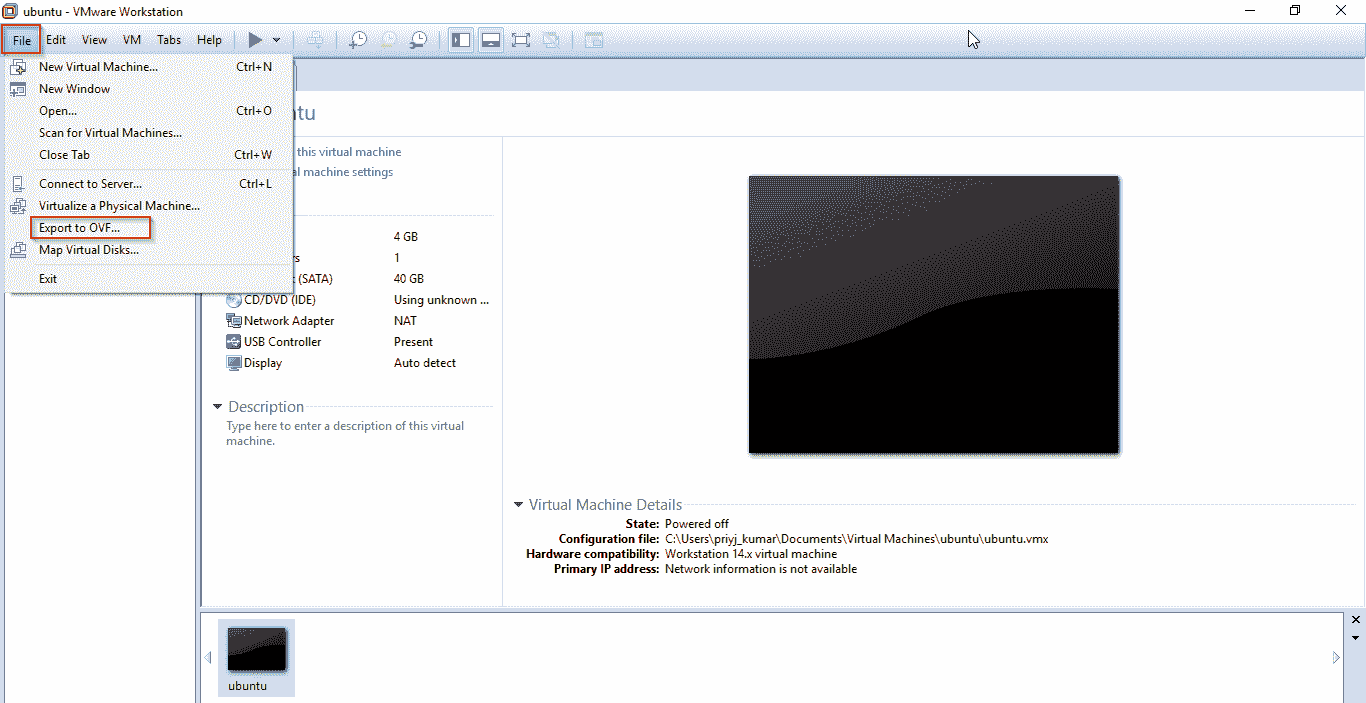 ubuntu - VMware Workstation
File Edit View VM Tabs Help
New Virtual Machine... Ctrl+N
New Window
Open... Ctrl+O
Scan for Virtual Machines...
Close Tab Ctrl+W
Connect to Server... Ctrl+L
Virtualize a Physical Machine...
Export to OVF...
Map Virtual Disks...
Exit
ntu
this virtual machine
al machine settings
4 GB
rs 1
(SATA) 40 GB
CD/DVD (IDE) Using unknown ...
Network Adapter NAT
USB Controller Present
Display Auto detect
Description
Type here to enter a description of this virtual
machine.
Virtual Machine Details
State: Powered off
Configuration file: C:\Users\priyj_kumar\Documents\Virtual Machines\ubuntu\ubuntu.vmx
Hardware compatibility: Workstation 14.x virtual machine
Primary IP address: Network information is not available
ubuntu